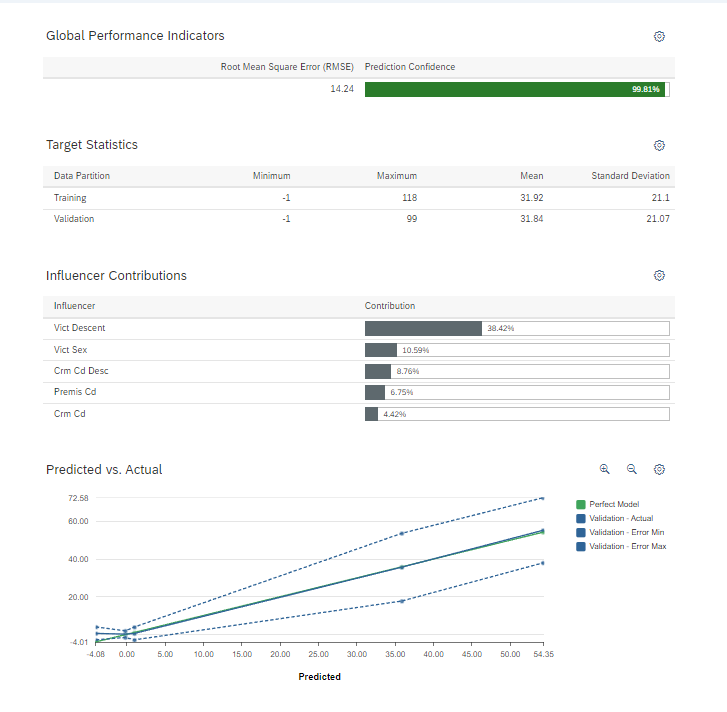 Global Performance Indicators
Root Mean Square Error (RMSE) Prediction Confidence
14.24 99.81%
Target Statistics
Data Partition Minimum Maximum Mean Standard Deviation
Training -1 118 31.92 21.1
Validation -1 99 31.84 21.07
Influencer Contributions
Influencer Contribution
Vict Descent 38.42%
Vict Sex 10.59%
Crm Cd Desc 8.76%
Premis Cd 6.75%
Crm Cd 4.42%
Predicted vs. Actual
72.58
60.00
40.00
20.00
-4.01
-4.08 0.00 5.00 10.00 15.00 20.00 25.00 30.00 35.00 40.00 45.00 50.00 54.35
Predicted
Perfect Model
Validation - Actual
Validation - Error Min
Validation - Error Max